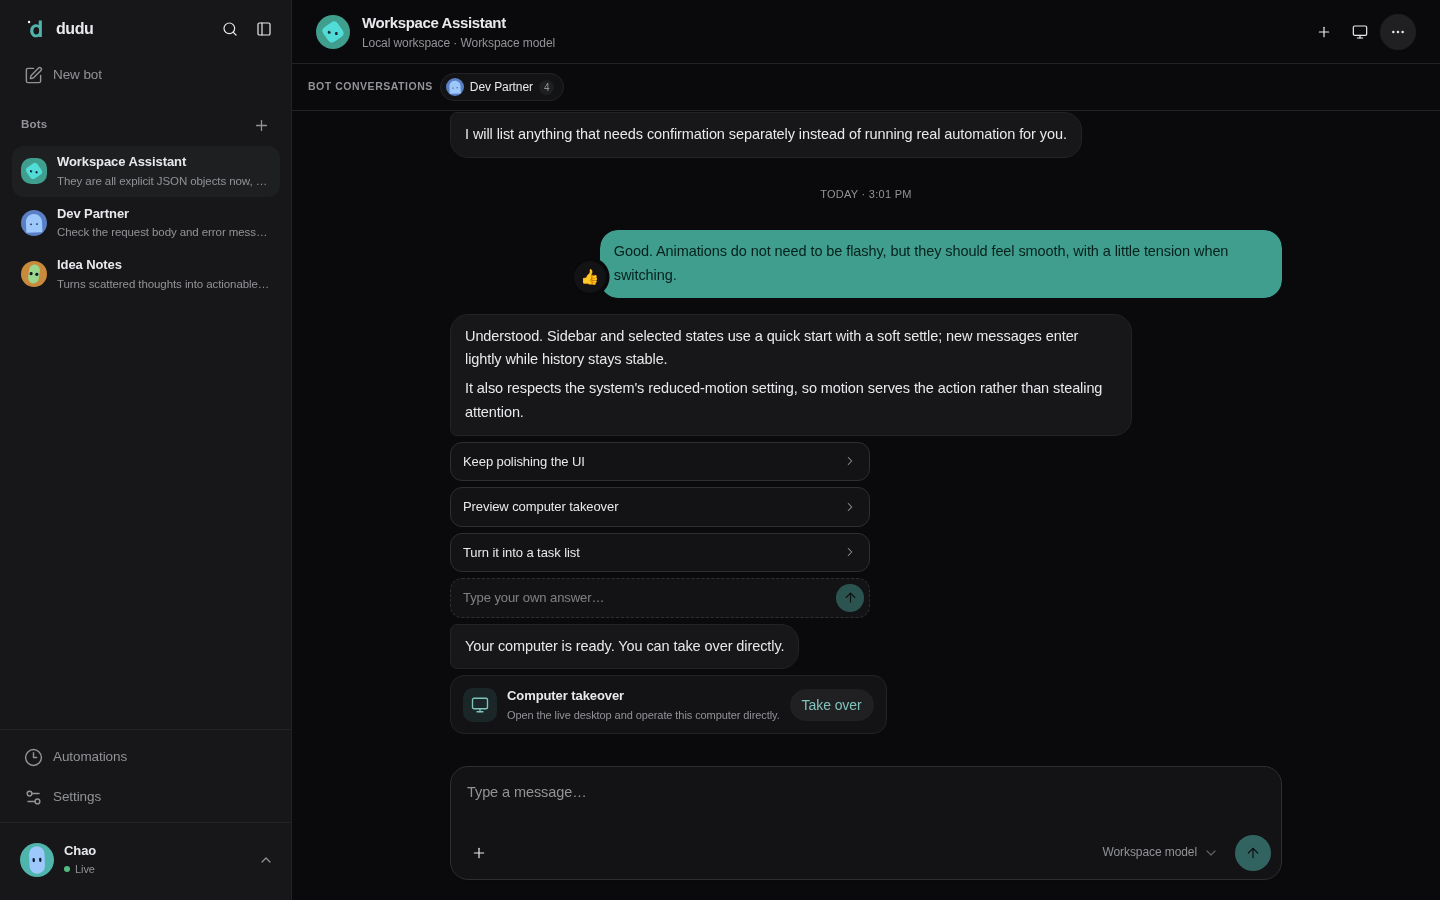 dudu
New bot
Bots
Workspace Assistant
They are all explicit JSON objects now, …
Dev Partner
Check the request body and error mess…
Idea Notes
Turns scattered thoughts into actionable…
Automations
Settings
Chao
Live
Workspace Assistant
Local workspace · Workspace model
BOT CONVERSATIONS
Dev Partner 4
I will list anything that needs confirmation separately instead of running real automation for you.
TODAY · 3:01 PM
Good. Animations do not need to be flashy, but they should feel smooth, with a little tension when
switching.
Understood. Sidebar and selected states use a quick start with a soft settle; new messages enter
lightly while history stays stable.
It also respects the system's reduced-motion setting, so motion serves the action rather than stealing
attention.
Keep polishing the UI
Preview computer takeover
Turn it into a task list
Type your own answer…
Your computer is ready. You can take over directly.
Computer takeover
Open the live desktop and operate this computer directly.
Take over
Type a message…
Workspace model